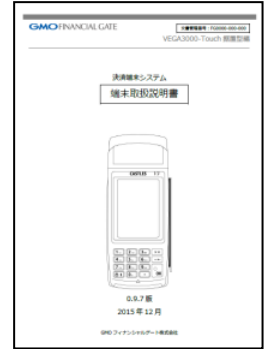 GMO FINANCIAL GATE
VEGA3000-Touch 据置型編
決済端末システム
端末取扱説明書
CASTLES
0.9.7 版
2015 年 12 月
GMO フィナンシャルゲート株式会社